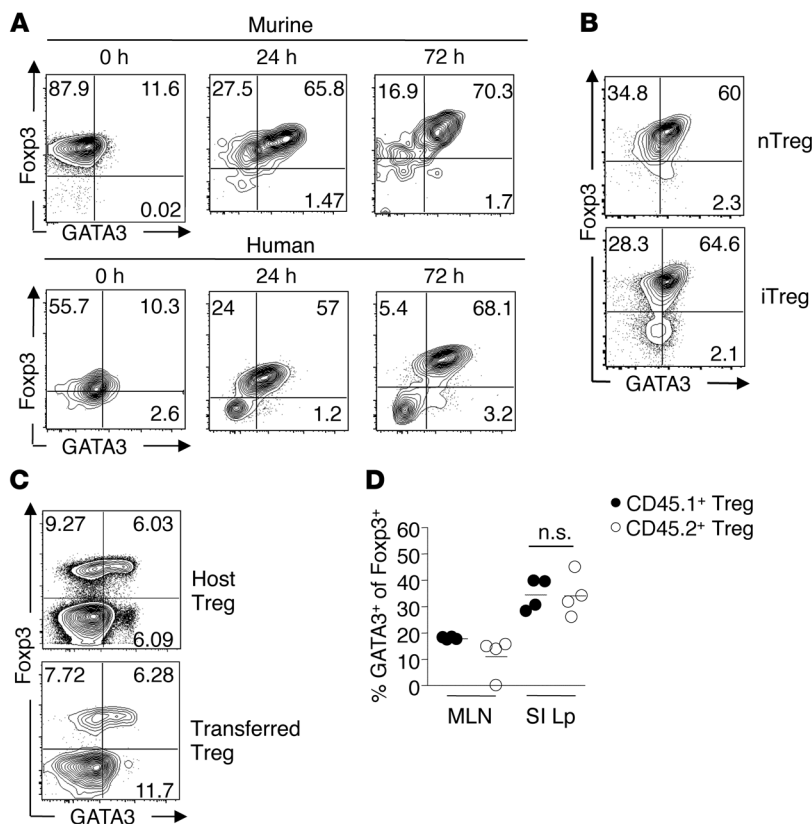 A
Murine
0 h 24 h 72 h
87.9 11.6 27.5 65.8 16.9 70.3
0.02 1.47 1.7
Foxp3
GATA3
Human
0 h 24 h 72 h
55.7 10.3 24 57 5.4 68.1
2.6 1.2 3.2
Foxp3
GATA3
B
34.8 60
2.3
nTreg
28.3 64.6
2.1
iTreg
Foxp3
GATA3
C
9.27 6.03
6.09
Host
Treg
7.72 6.28
11.7
Transferred
Treg
Foxp3
GATA3
D
CD45.1+ Treg
CD45.2+ Treg
n.s.
% GATA3+ of Foxp3+
60
50
40
30
20
10
0
MLN SI Lp